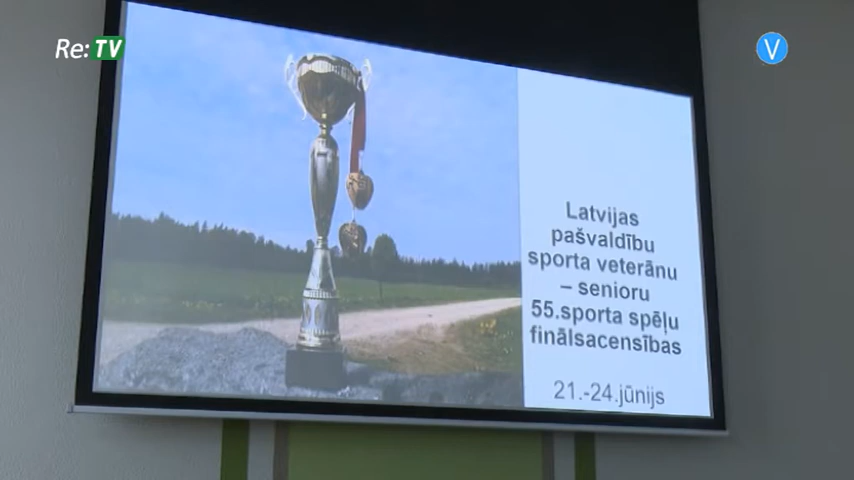 Re:TV
V
Latvijas
pašvaldību
sporta veterānu
– senioru
55.sporta spēļu
finālsacensības
21.-24.jūnijs